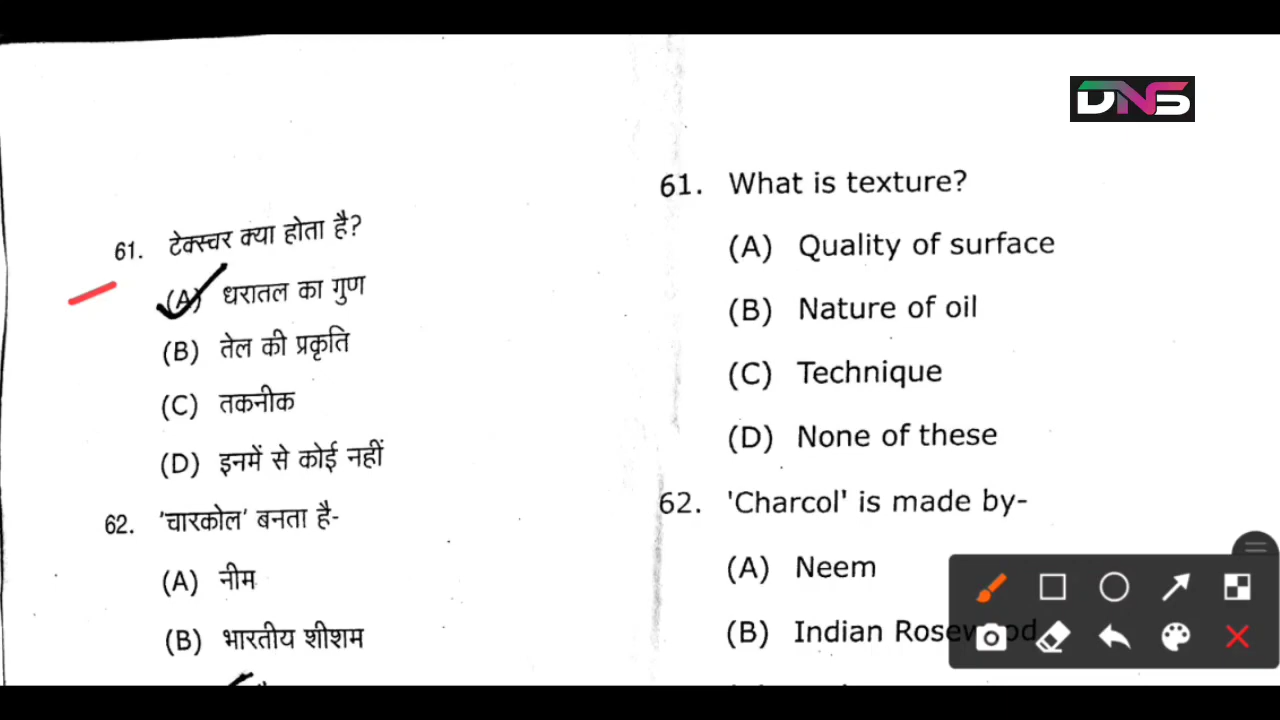 DNS
61. टेक्स्चर क्या होता है?
(A) धरातल का गुण
(B) तेल की प्रकृति
(C) तकनीक
(D) इनमें से कोई नहीं
62. 'चारकोल' बनता है-
(A) नीम
(B) भारतीय शीशम
61. What is texture?
(A) Quality of surface
(B) Nature of oil
(C) Technique
(D) None of these
62. 'Charcol' is made by-
(A) Neem
(B) Indian Rosewood